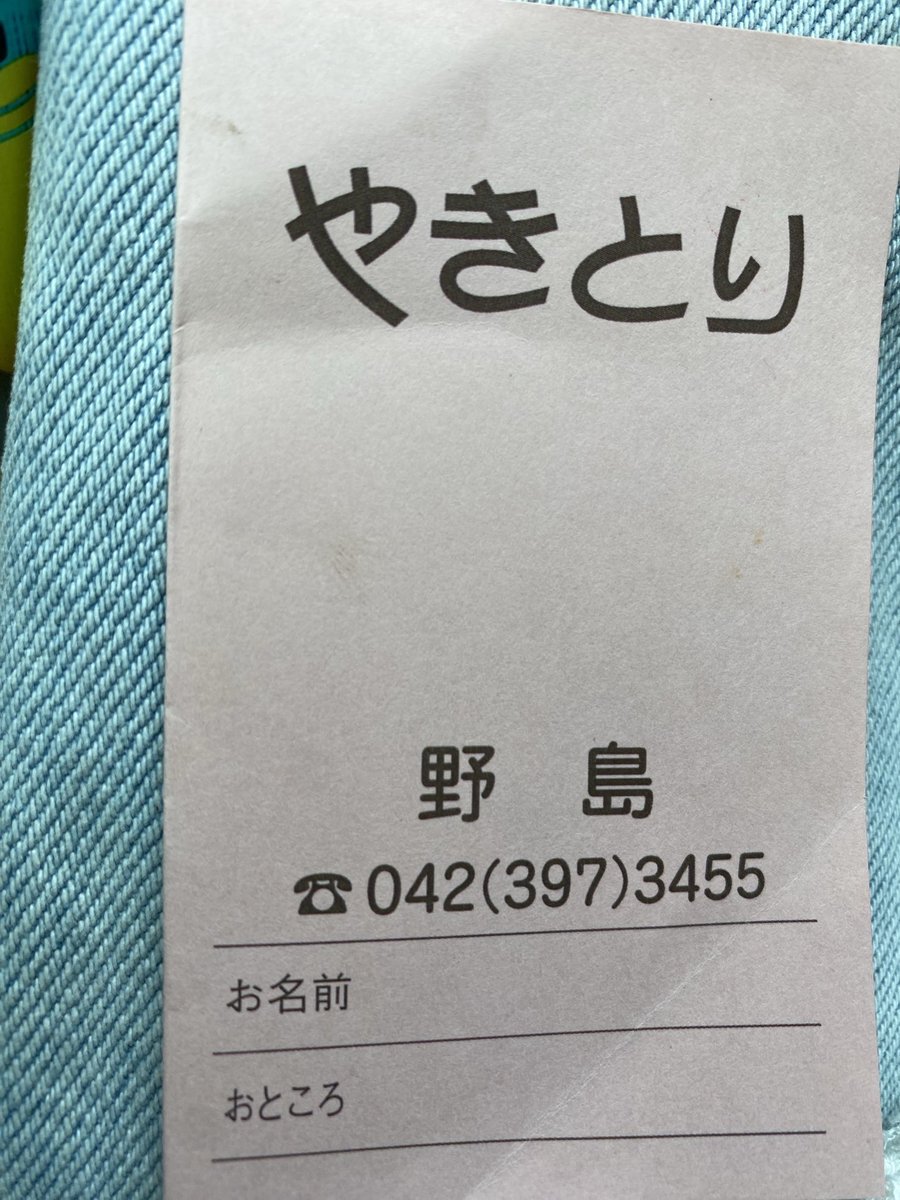 やきとり
野 島
☎042(397)3455
お名前
おところ